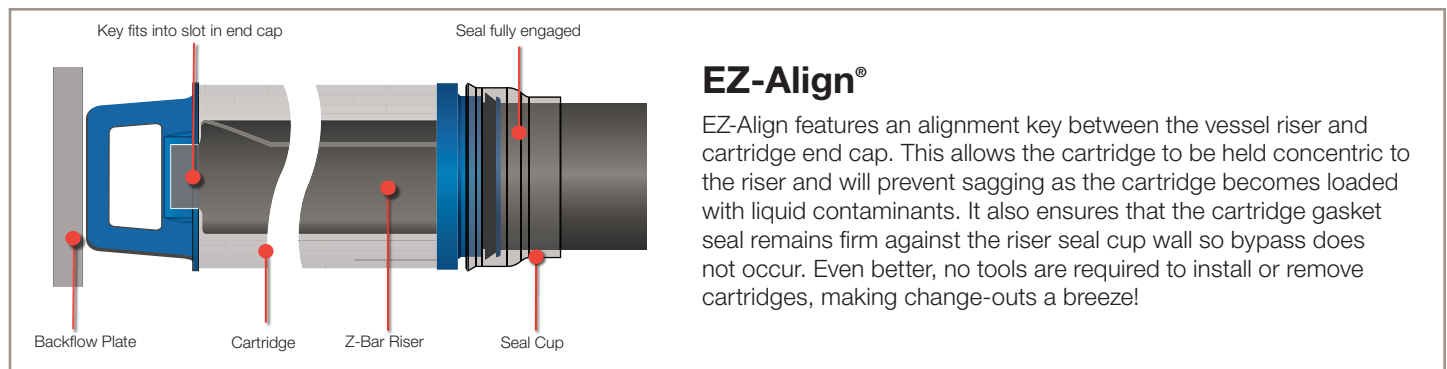 Key fits into slot in end cap
Seal fully engaged
Backflow Plate
Cartridge
Z-Bar Riser
Seal Cup
EZ-Align®
EZ-Align features an alignment key between the vessel riser and
cartridge end cap. This allows the cartridge to be held concentric to
the riser and will prevent sagging as the cartridge becomes loaded
with liquid contaminants. It also ensures that the cartridge gasket
seal remains firm against the riser seal cup wall so bypass does
not occur. Even better, no tools are required to install or remove
cartridges, making change-outs a breeze!